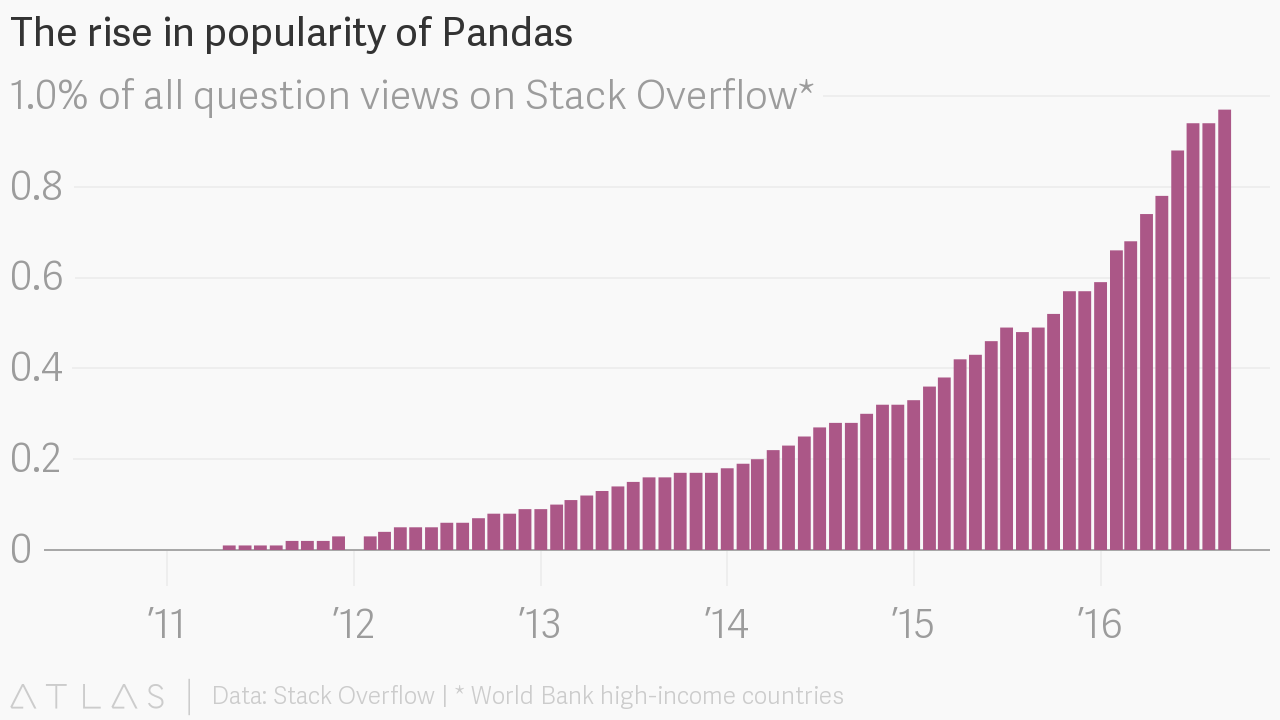 The rise in popularity of Pandas
1.0% of all question views on Stack Overflow*
0.8
0.6
0.4
0.2
0
’11 ’12 ’13 ’14 ’15 ’16
ATLAS | Data: Stack Overflow | * World Bank high-income countries